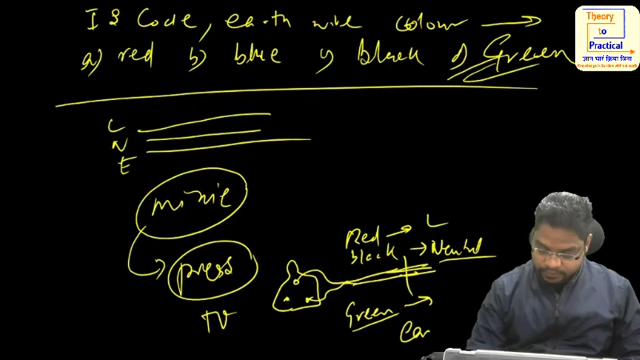 IS Code, earth wire colour →
a) red b) blue c) black d) Green
L
N
E
mixie
press
TV
Red → L
black → Neutral
Green →
Ear
Theory
to
Practical
ज्ञान भारं क्रिया बिना